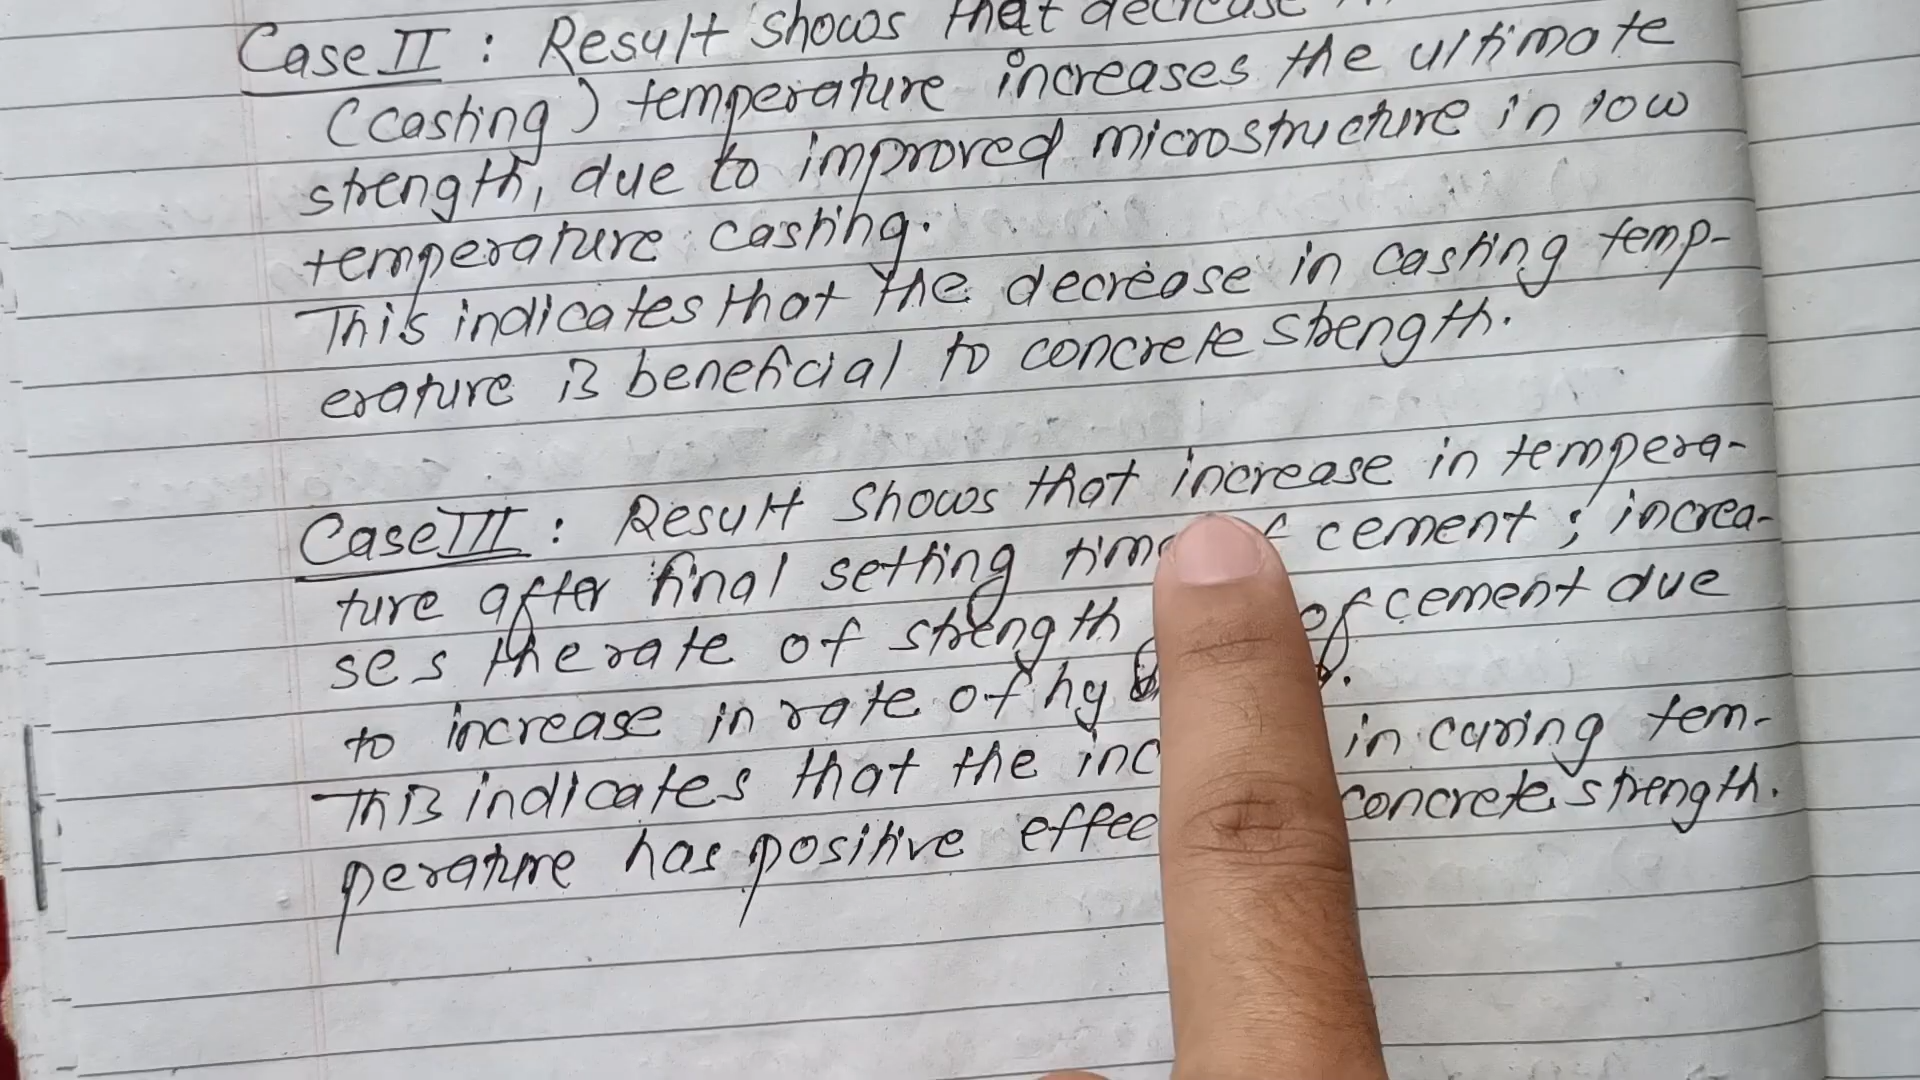 Case II : Result shows that decrease
(casting) temperature increases the ultimate
strength, due to improved microstructure in low
temperature casting.
This indicates that the decrease in casting temp-
erature is beneficial to concrete strength.
Case III : Result shows that increase in tempera-
ture after final setting time cement ; increa-
ses the rate of strength of cement due
to increase in rate of hy
This indicates that the inc in curing tem-
perature has positive effec concrete strength.